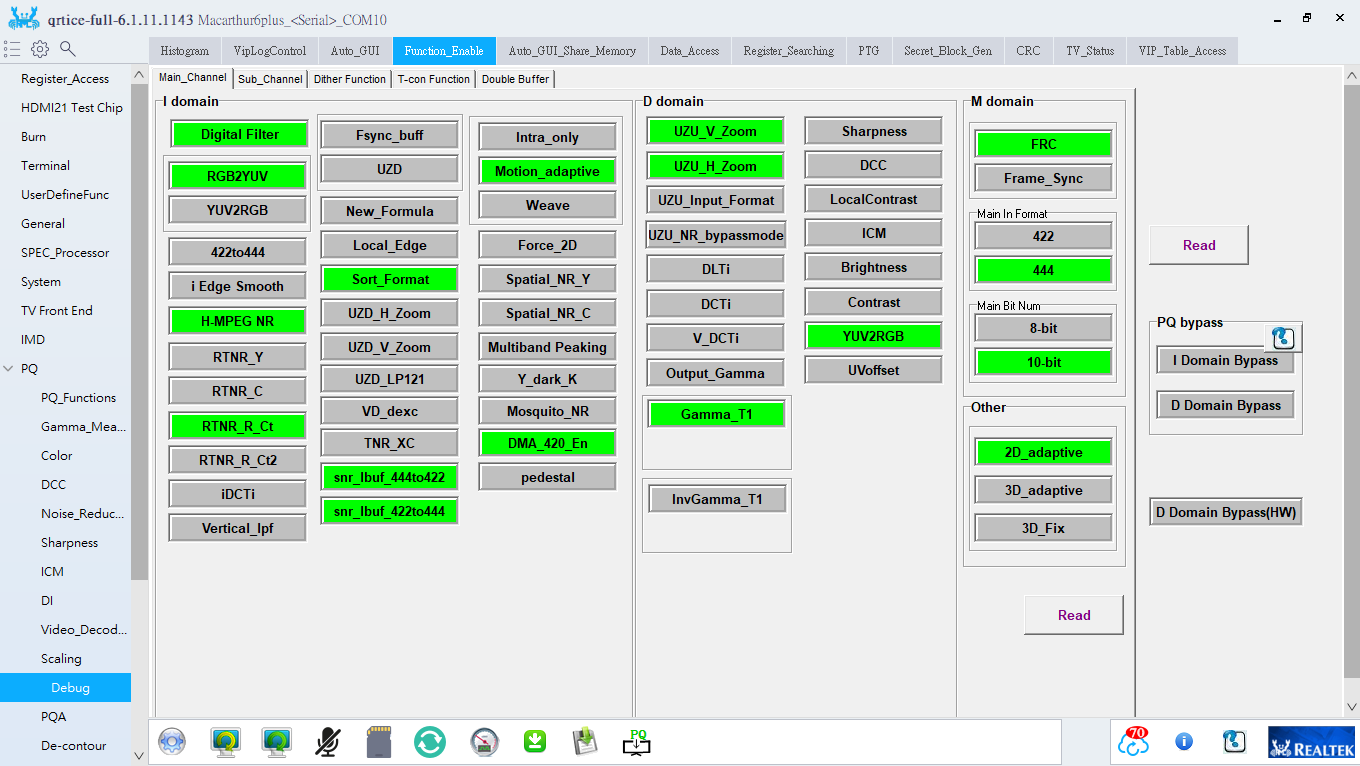 qrtice-full-6.1.11.1143 Macarthur6plus_<Serial>_COM10
Histogram
VipLogControl
Auto_GUI
Function_Enable
Auto_GUI_Share_Memory
Data_Access
Register_Searching
PTG
Secret_Block_Gen
CRC
TV_Status
VIP_Table_Access
Register_Access
HDMI21 Test Chip
Burn
Terminal
UserDefineFunc
General
SPEC_Processor
System
TV Front End
IMD
PQ
PQ_Functions
Gamma_Mea...
Color
DCC
Noise_Reduc...
Sharpness
ICM
DI
Video_Decod...
Scaling
Debug
PQA
De-contour
Main_Channel
Sub_Channel
Dither Function
T-con Function
Double Buffer
I domain
Digital Filter
RGB2YUV
YUV2RGB
422to444
i Edge Smooth
H-MPEG NR
RTNR_Y
RTNR_C
RTNR_R_Ct
RTNR_R_Ct2
iDCTi
Vertical_lpf
Fsync_buff
UZD
New_Formula
Local_Edge
Sort_Format
UZD_H_Zoom
UZD_V_Zoom
UZD_LP121
VD_dexc
TNR_XC
snr_lbuf_444to422
snr_lbuf_422to444
Intra_only
Motion_adaptive
Weave
Force_2D
Spatial_NR_Y
Spatial_NR_C
Multiband Peaking
Y_dark_K
Mosquito_NR
DMA_420_En
pedestal
D domain
UZU_V_Zoom
UZU_H_Zoom
UZU_Input_Format
UZU_NR_bypassmode
DLTi
DCTi
V_DCTi
Output_Gamma
Gamma_T1
InvGamma_T1
Sharpness
DCC
LocalContrast
ICM
Brightness
Contrast
YUV2RGB
UVoffset
M domain
FRC
Frame_Sync
Main In Format
422
444
Main Bit Num
8-bit
10-bit
Other
2D_adaptive
3D_adaptive
3D_Fix
Read
Read
PQ bypass
I Domain Bypass
D Domain Bypass
D Domain Bypass(HW)
PQ
70
REALTEK